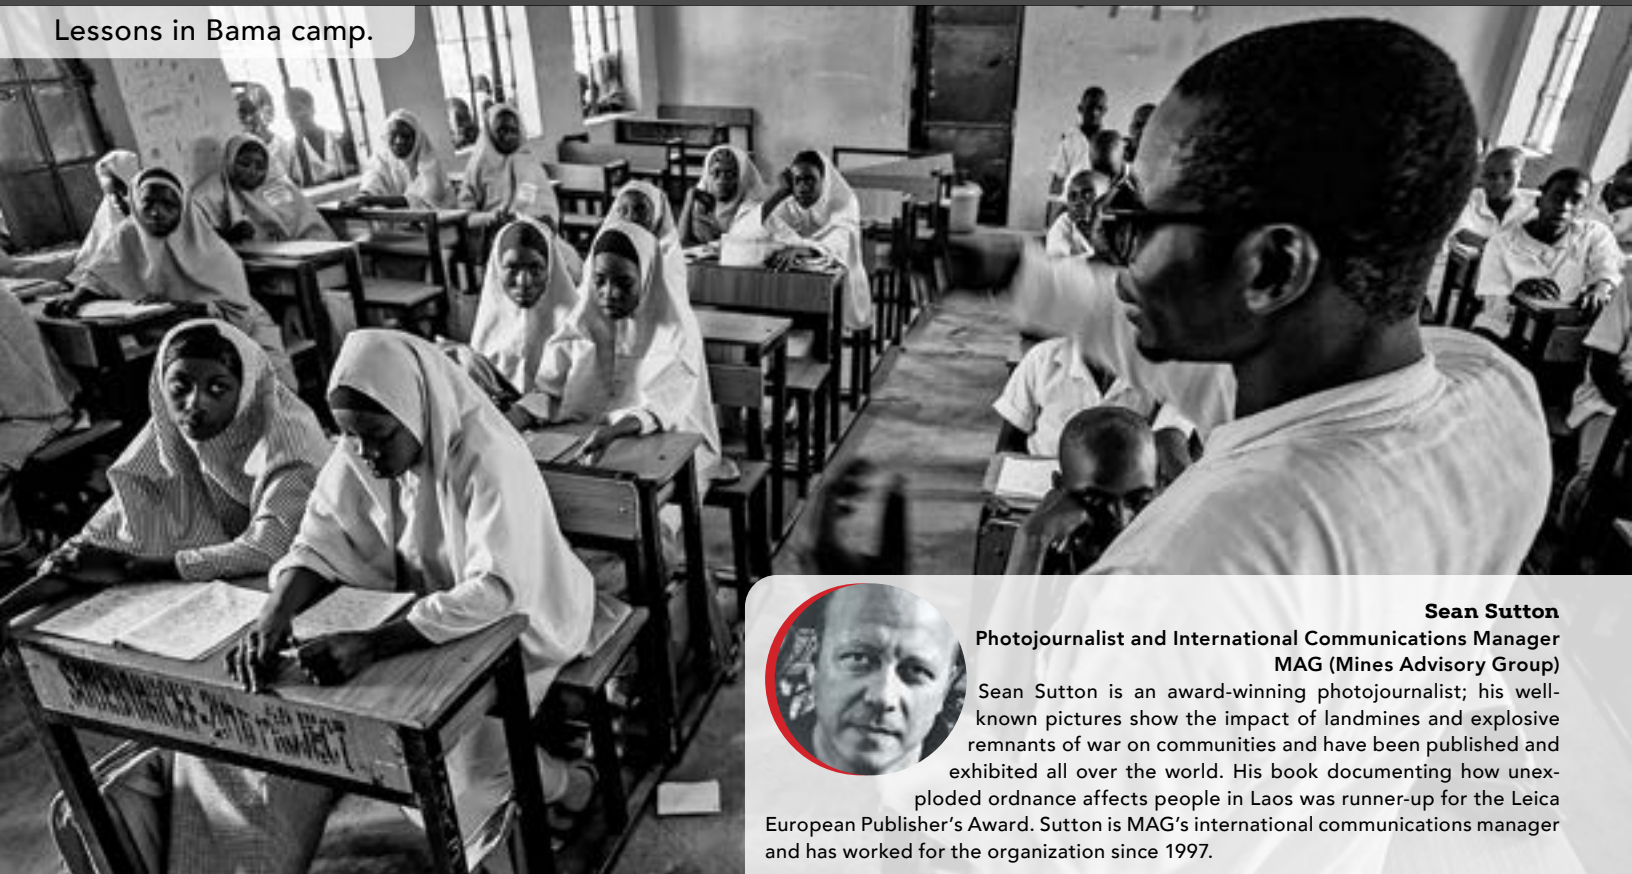 Lessons in Bama camp.
Sean Sutton
Photojournalist and International Communications Manager
MAG (Mines Advisory Group)
Sean Sutton is an award-winning photojournalist; his well-
known pictures show the impact of landmines and explosive
remnants of war on communities and have been published and
exhibited all over the world. His book documenting how unex-
ploded ordnance affects people in Laos was runner-up for the Leica
European Publisher's Award. Sutton is MAG's international communications manager
and has worked for the organization since 1997.